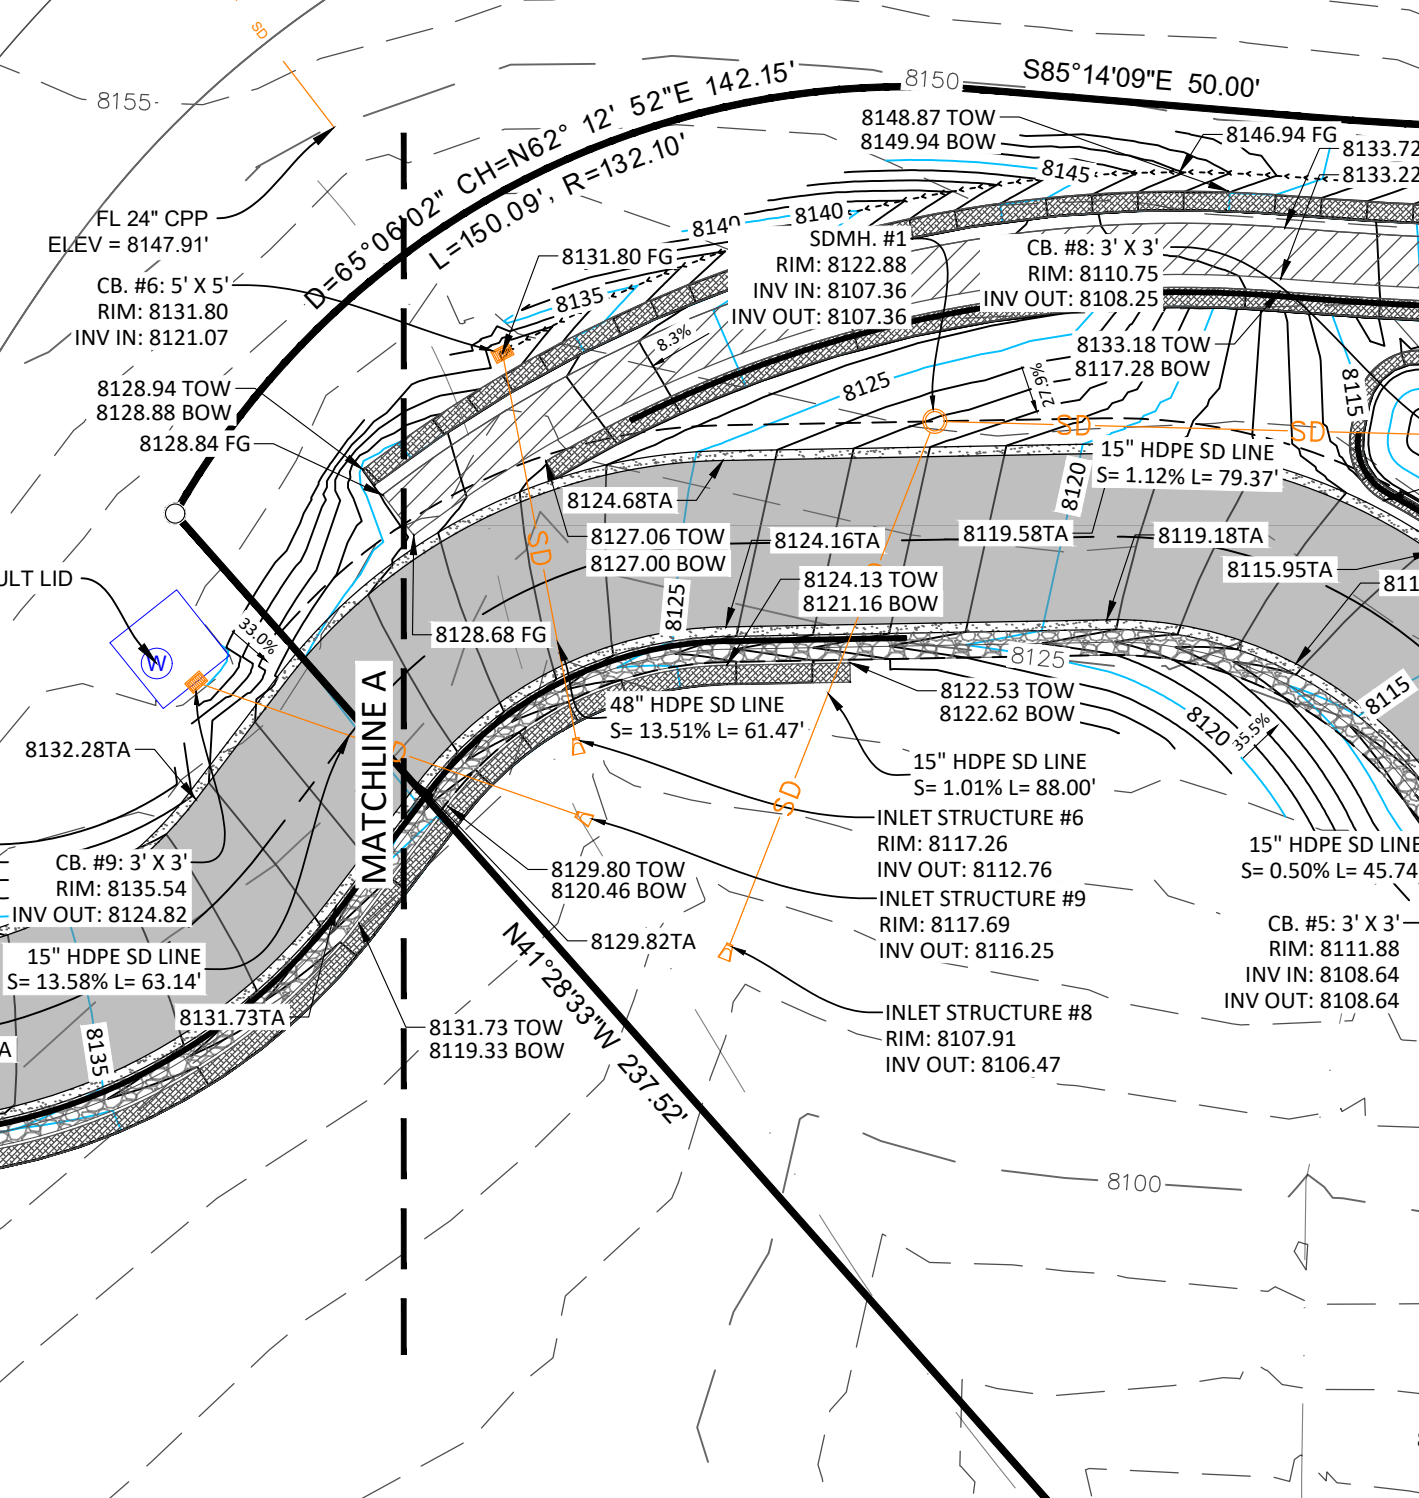 SD
8155
8150
S85°14'09"E 50.00'
D=65°06'02" CH=N62° 12' 52"E 142.15'
L=150.09', R=132.10'
8148.87 TOW
8149.94 BOW
8146.94 FG
8133.72
8133.22
8145
FL 24" CPP
ELEV = 8147.91'
8140
8140
SDMH. #1
RIM: 8122.88
INV IN: 8107.36
INV OUT: 8107.36
CB. #8: 3' X 3'
RIM: 8110.75
INV OUT: 8108.25
8131.80 FG
8135
CB. #6: 5' X 5'
RIM: 8131.80
INV IN: 8121.07
8.3%
8133.18 TOW
8117.28 BOW
8128.94 TOW
8128.88 BOW
8128.84 FG
8125
27.9%
8115
SD
SD
15" HDPE SD LINE
S= 1.12% L= 79.37'
8120
8124.68TA
8127.06 TOW
8127.00 BOW
8124.16TA
8119.58TA
8119.18TA
8115.95TA
SD
ULT LID
8124.13 TOW
8121.16 BOW
8125
811
8128.68 FG
33.0%
W
8125
8115
8122.53 TOW
8122.62 BOW
8120
35.5%
48" HDPE SD LINE
S= 13.51% L= 61.47'
MATCHLINE A
8132.28TA
15" HDPE SD LINE
S= 1.01% L= 88.00'
SD
INLET STRUCTURE #6
RIM: 8117.26
INV OUT: 8112.76
15" HDPE SD LINE
S= 0.50% L= 45.74
CB. #9: 3' X 3'
RIM: 8135.54
INV OUT: 8124.82
8129.80 TOW
8120.46 BOW
INLET STRUCTURE #9
RIM: 8117.69
INV OUT: 8116.25
CB. #5: 3' X 3'
RIM: 8111.88
INV IN: 8108.64
INV OUT: 8108.64
8129.82TA
15" HDPE SD LINE
S= 13.58% L= 63.14'
N41°28'33"W 237.52'
8131.73TA
8131.73 TOW
8119.33 BOW
INLET STRUCTURE #8
RIM: 8107.91
INV OUT: 8106.47
A
8135
8100